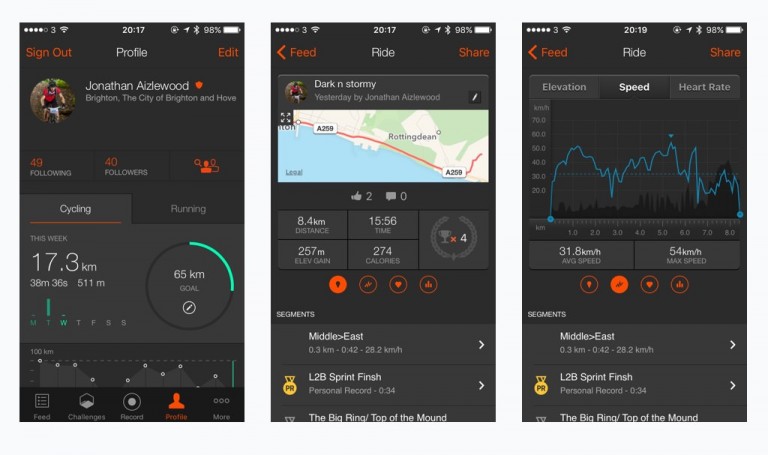 3 20:17 98%
Sign Out Profile Edit
Jonathan Aizlewood
Brighton, The City of Brighton and Hove
49 40
FOLLOWING FOLLOWERS
Cycling Running
THIS WEEK
17.3 km
38m 36s 511 m
65 km
GOAL
M T W T F S S
100 km
Feed Challenges Record Profile More
3 20:17 98%
Feed Ride Share
Dark n stormy
Yesterday by Jonathan Aizlewood
ton A259
Rottingdean
A259
Legal
2 0
8.4km 15:56
DISTANCE TIME
x 4
257m 274
ELEV GAIN CALORIES
SEGMENTS
Middle>East
0.3 km - 0:42 - 28.2 km/h
L2B Sprint Finsh
PR Personal Record - 0:34
The Big Ring/ Top of the Mound
3 20:19 98%
Feed Ride Share
Elevation Speed Heart Rate
km/h
70.0
60.0
50.0
40.0
30.0
20.0
km 1.0 2.0 3.0 4.0 5.0 6.0 7.0 8.0
31.8km/h 54km/h
AVG SPEED MAX SPEED
SEGMENTS
Middle>East
0.3 km - 0:42 - 28.2 km/h
L2B Sprint Finsh
PR Personal Record - 0:34
The Big Ring/ Top of the Mound